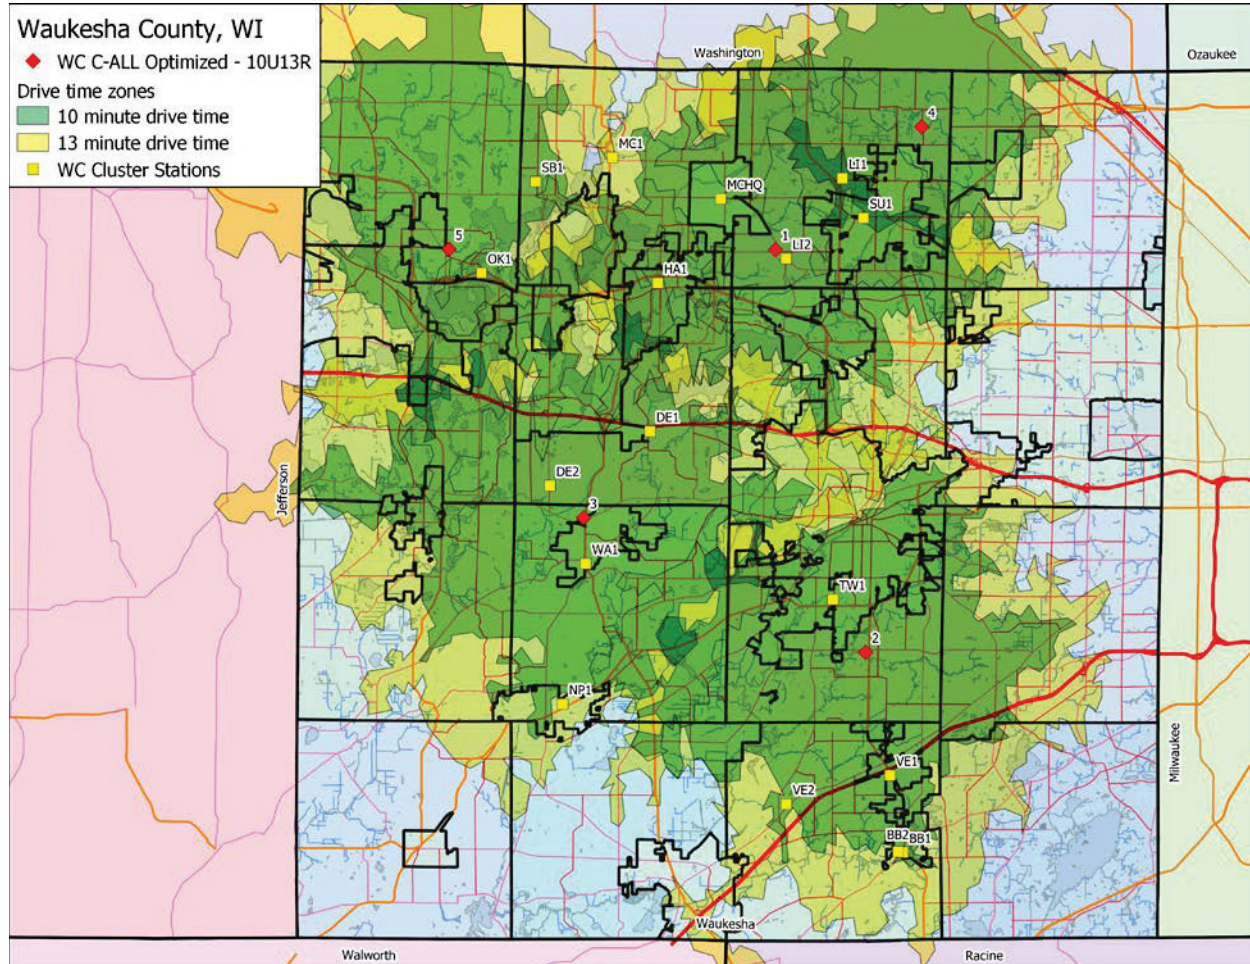 Waukesha County, WI
WC C-ALL Optimized - 10U13R
Drive time zones
10 minute drive time
13 minute drive time
WC Cluster Stations
Washington
Ozaukee
4
MC1
SB1
LI1
MCHQ
SU1
5
1
LI2
OK1
HA1
DE1
DE2
Jefferson
3
WA1
TW1
2
NP1
Milwaukee
VE1
VE2
BB2
BB1
Waukesha
Walworth
Racine